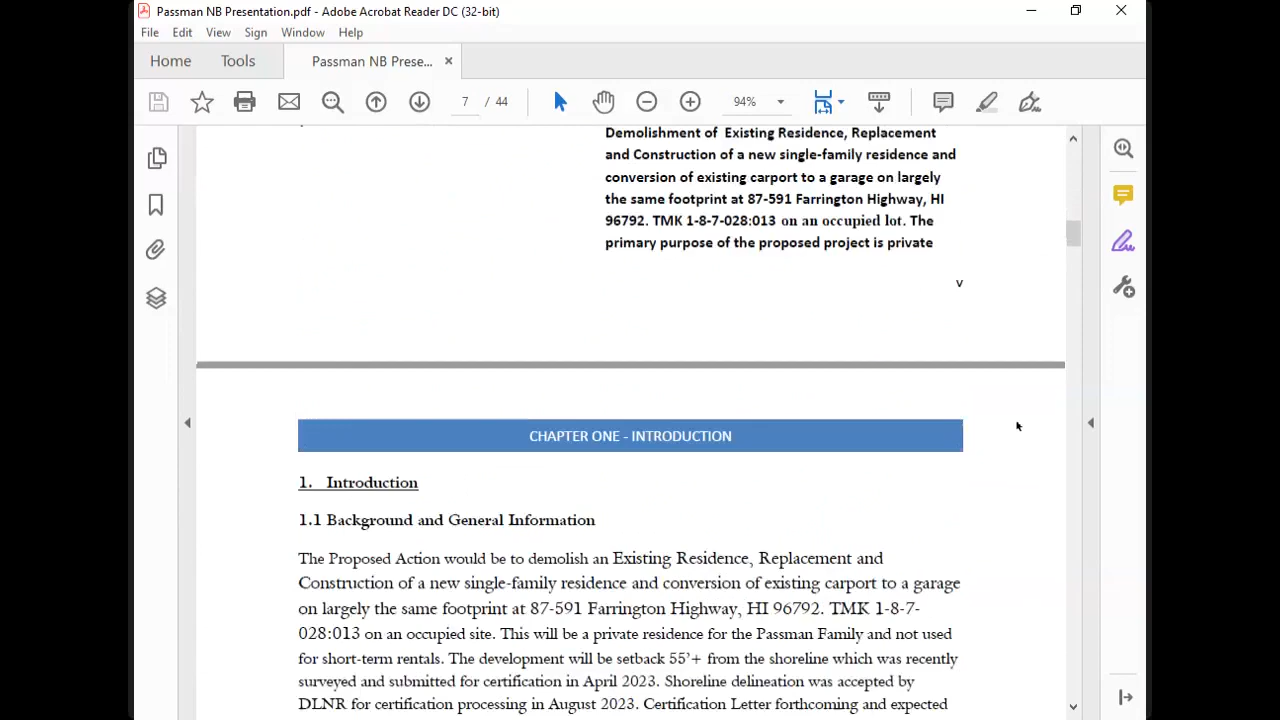 Passman NB Presentation.pdf - Adobe Acrobat Reader DC (32-bit)
File Edit View Sign Window Help
Home Tools Passman NB Prese... ×
7 / 44 94%
Demolishment of Existing Residence, Replacement
and Construction of a new single-family residence and
conversion of existing carport to a garage on largely
the same footprint at 87-591 Farrington Highway, HI
96792. TMK 1-8-7-028:013 on an occupied lot. The
primary purpose of the proposed project is private
v
CHAPTER ONE - INTRODUCTION
1. Introduction
1.1 Background and General Information
The Proposed Action would be to demolish an Existing Residence, Replacement and
Construction of a new single-family residence and conversion of existing carport to a garage
on largely the same footprint at 87-591 Farrington Highway, HI 96792. TMK 1-8-7-
028:013 on an occupied site. This will be a private residence for the Passman Family and not used
for short-term rentals. The development will be setback 55’+ from the shoreline which was recently
surveyed and submitted for certification in April 2023. Shoreline delineation was accepted by
DLNR for certification processing in August 2023. Certification Letter forthcoming and expected